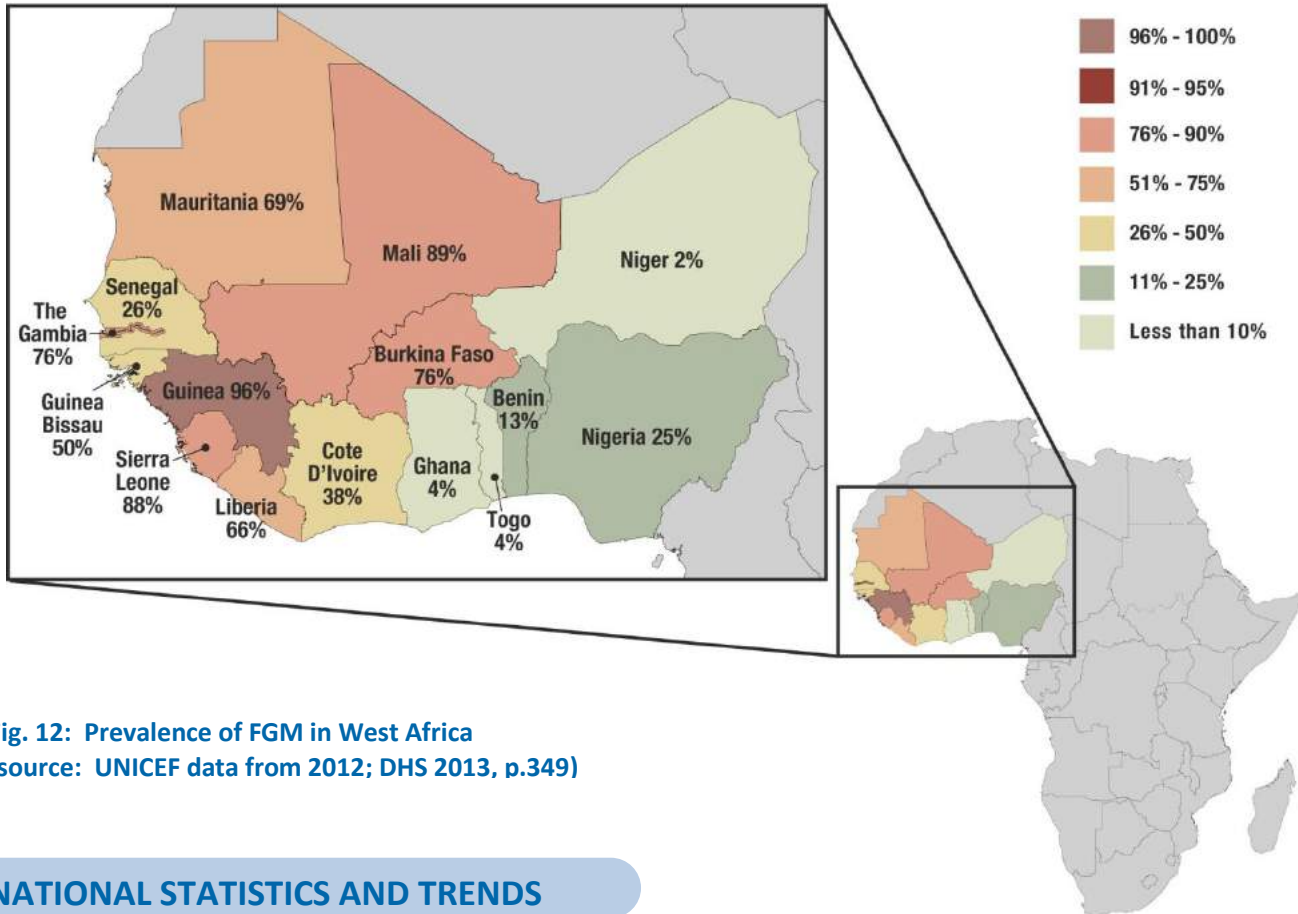 96% - 100%
91% - 95%
76% - 90%
51% - 75%
26% - 50%
11% - 25%
Less than 10%
Mauritania 69%
Mali 89%
Niger 2%
Senegal
26%
The
Gambia
76%
Burkina Faso
76%
Guinea 96%
Guinea
Bissau
50%
Benin
13%
Nigeria 25%
Sierra
Leone
88%
Cote
D'Ivoire
38%
Ghana
4%
Liberia
66%
Togo
4%
ig. 12: Prevalence of FGM in West Africa
source: UNICEF data from 2012; DHS 2013, p.349)
NATIONAL STATISTICS AND TRENDS